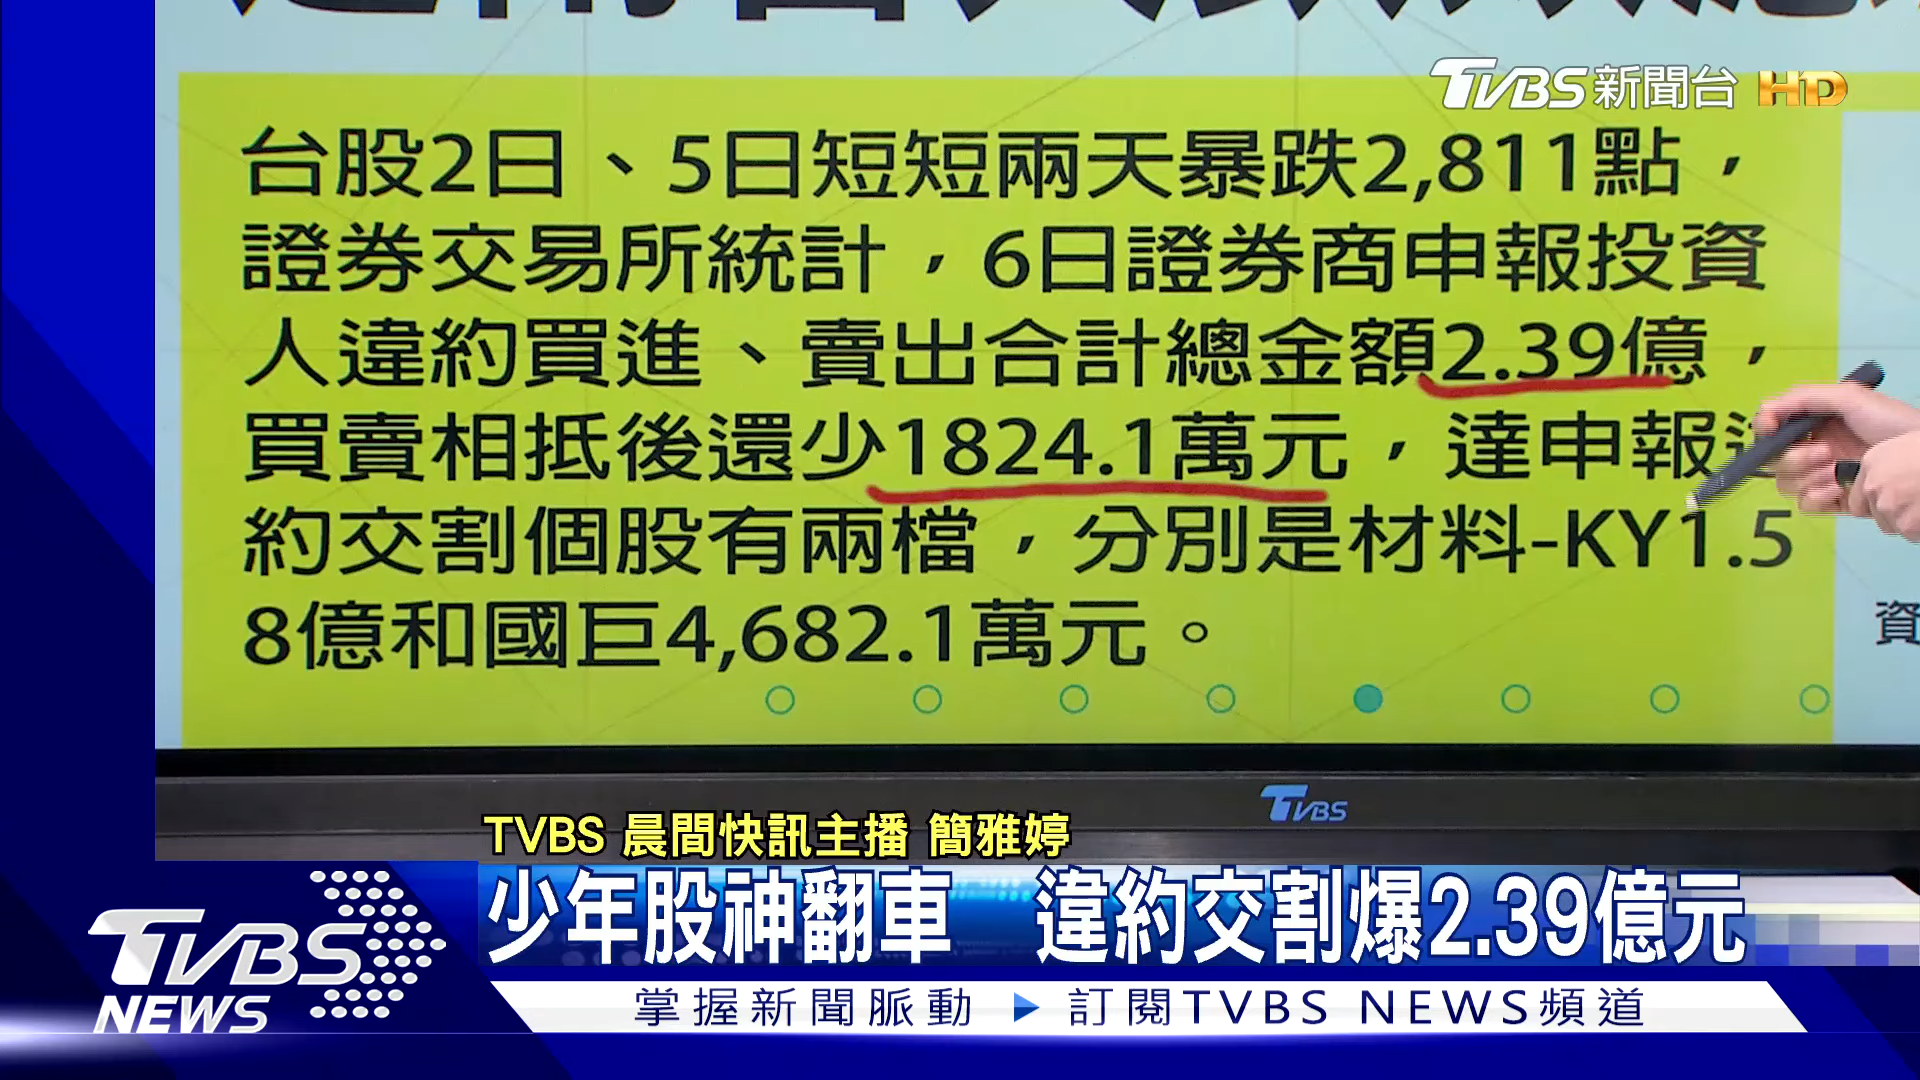 TVBS新聞台 HD
台股2日、5日短短兩天暴跌2,811點，
證券交易所統計，6日證券商申報投資
人違約買進、賣出合計總金額2.39億，
買賣相抵後還少1824.1萬元，達申報
約交割個股有兩檔，分別是材料-KY1.5
8億和國巨4,682.1萬元。
資
TVBS
TVBS 晨間快訊主播 簡雅婷
少年股神翻車 違約交割爆2.39億元
TVBS NEWS
掌握新聞脈動 ▶ 訂閱TVBS NEWS頻道